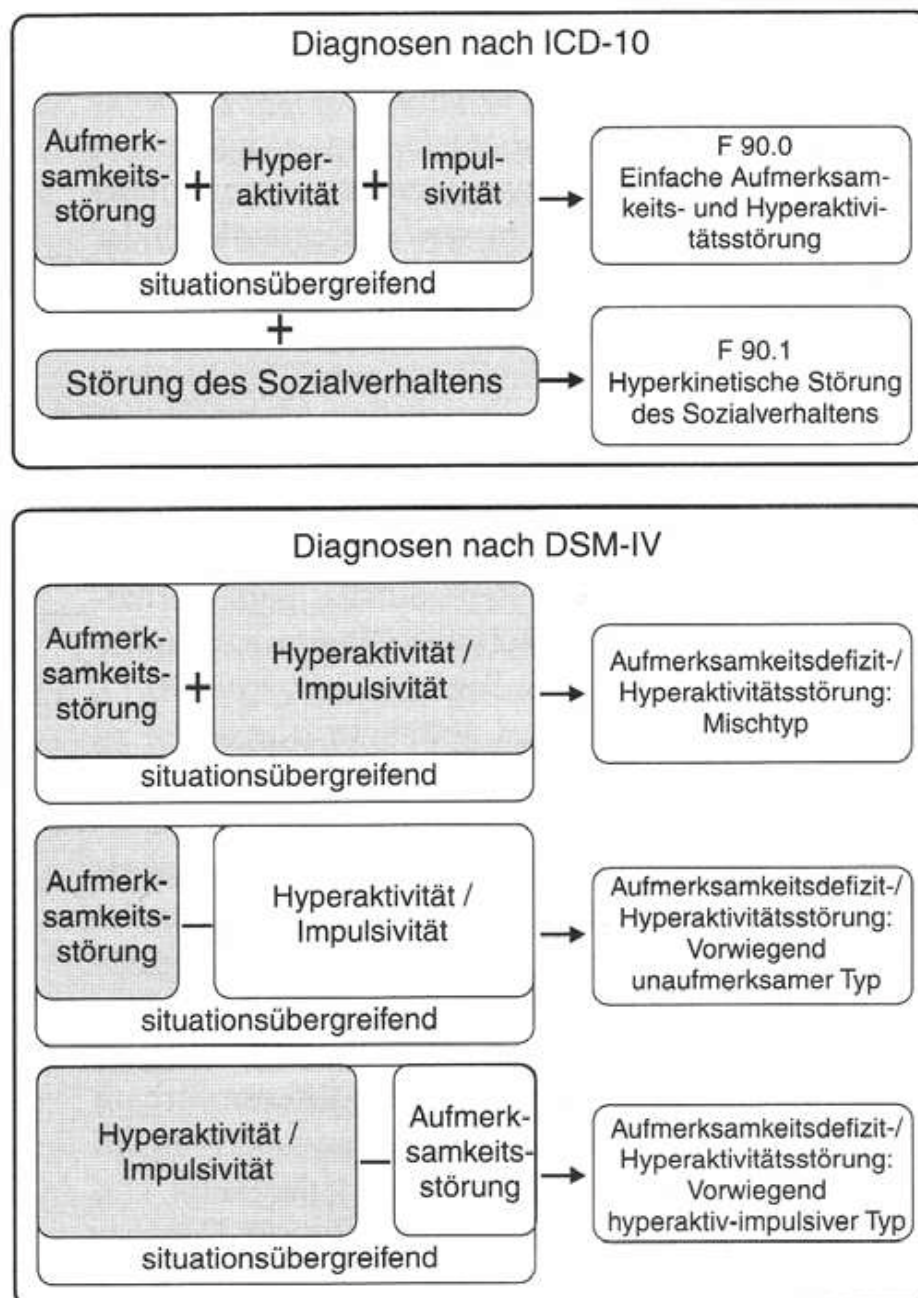 Diagnosen nach ICD-10
Aufmerk-
samkeits-
störung
+
Hyper-
aktivität
+
Impul-
sivität
situationsübergreifend
F 90.0
Einfache Aufmerksam-
keits- und Hyperaktivi-
tätsstörung
+
Störung des Sozialverhaltens
F 90.1
Hyperkinetische Störung
des Sozialverhaltens
Diagnosen nach DSM-IV
Aufmerk-
samkeits-
störung
+
Hyperaktivität /
Impulsivität
situationsübergreifend
Aufmerksamkeitsdefizit-/
Hyperaktivitätsstörung:
Mischtyp
Aufmerk-
samkeits-
störung
–
Hyperaktivität /
Impulsivität
situationsübergreifend
Aufmerksamkeitsdefizit-/
Hyperaktivitätsstörung:
Vorwiegend
unaufmerksamer Typ
Hyperaktivität /
Impulsivität
–
Aufmerk-
samkeits-
störung
situationsübergreifend
Aufmerksamkeitsdefizit-/
Hyperaktivitätsstörung:
Vorwiegend
hyperaktiv-impulsiver Typ